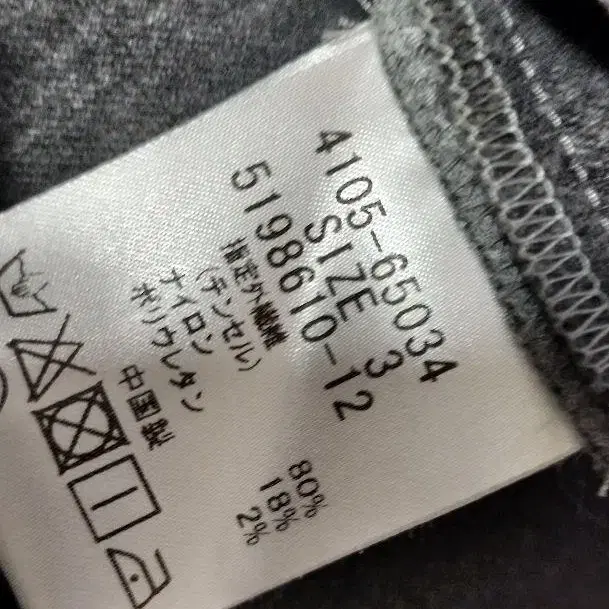 4105-65034
SIZE 3
5198610-12
指定外繊維
(テンセル) 80%
ナイロン 18%
ポリウレタン 2%
中国製